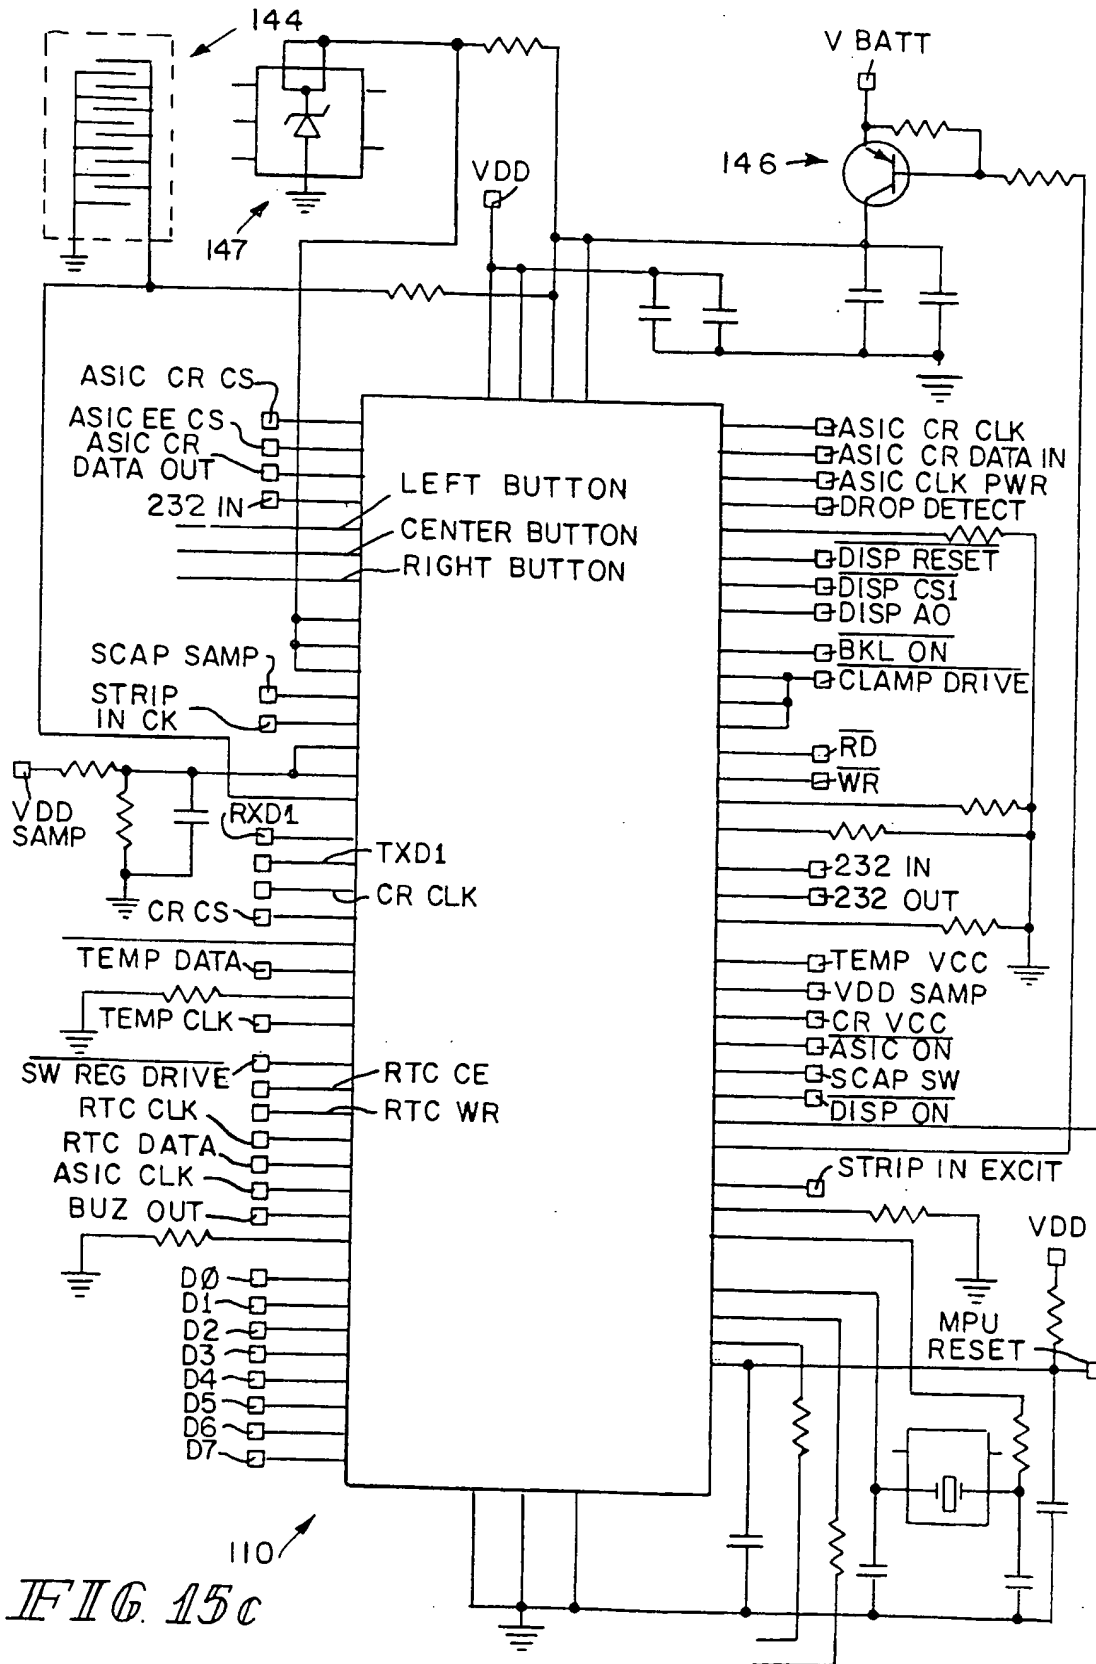 144
147
VDD
V BATT
146
ASIC CR CS
ASIC EE CS
ASIC CR
DATA OUT
232 IN
LEFT BUTTON
CENTER BUTTON
RIGHT BUTTON
SCAP SAMP
STRIP
IN CK
VDD
SAMP
RXD1
TXD1
CR CLK
CR CS
TEMP DATA
TEMP CLK
SW REG DRIVE
RTC CE
RTC WR
RTC CLK
RTC DATA
ASIC CLK
BUZ OUT
DØ
D1
D2
D3
D4
D5
D6
D7
ASIC CR CLK
ASIC CR DATA IN
ASIC CLK PWR
DROP DETECT
DISP RESET
DISP CS1
DISP AO
BKL ON
CLAMP DRIVE
RD
WR
232 IN
232 OUT
TEMP VCC
VDD SAMP
CR VCC
ASIC ON
SCAP SW
DISP ON
STRIP IN EXCIT
VDD
MPU
RESET
110
FIG. 15c